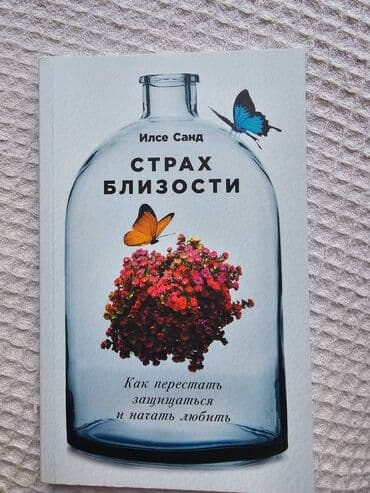 Илсе Санд
СТРАХ
БЛИЗОСТИ
Как перестать
защищаться
и начать любить